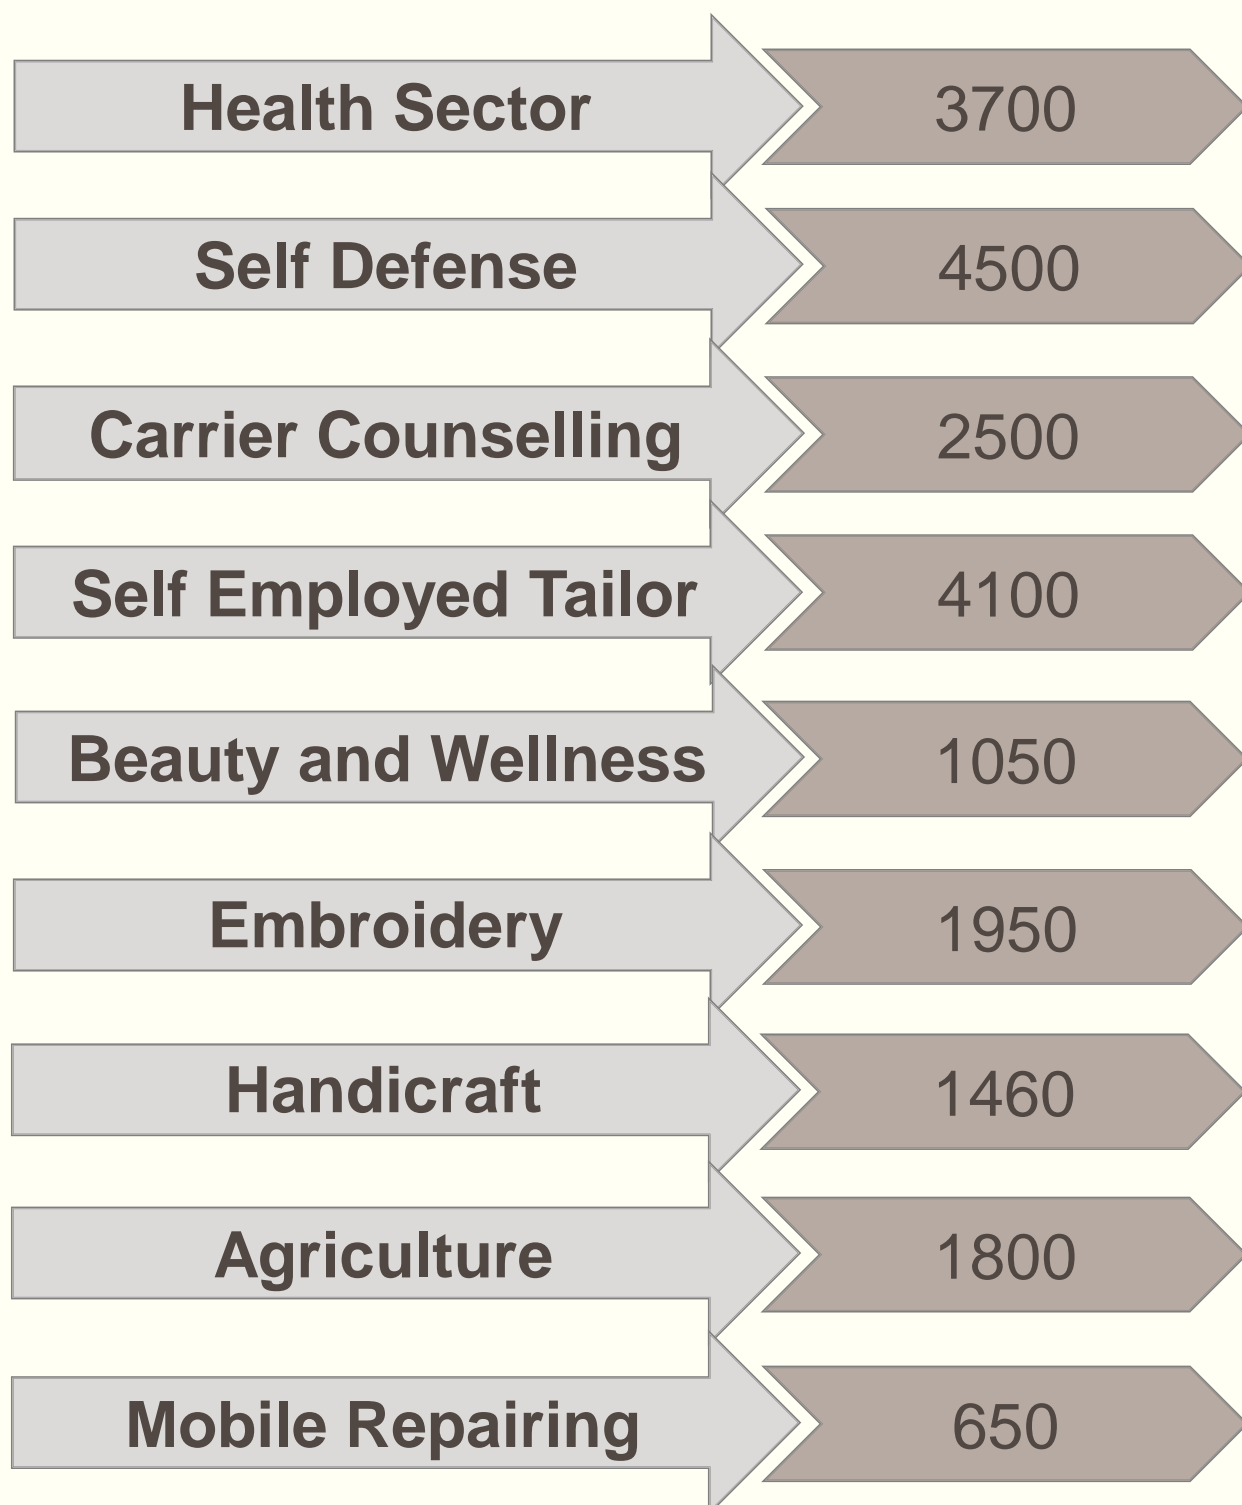 Health Sector 3700
Self Defense 4500
Carrier Counselling 2500
Self Employed Tailor 4100
Beauty and Wellness 1050
Embroidery 1950
Handicraft 1460
Agriculture 1800
Mobile Repairing 650